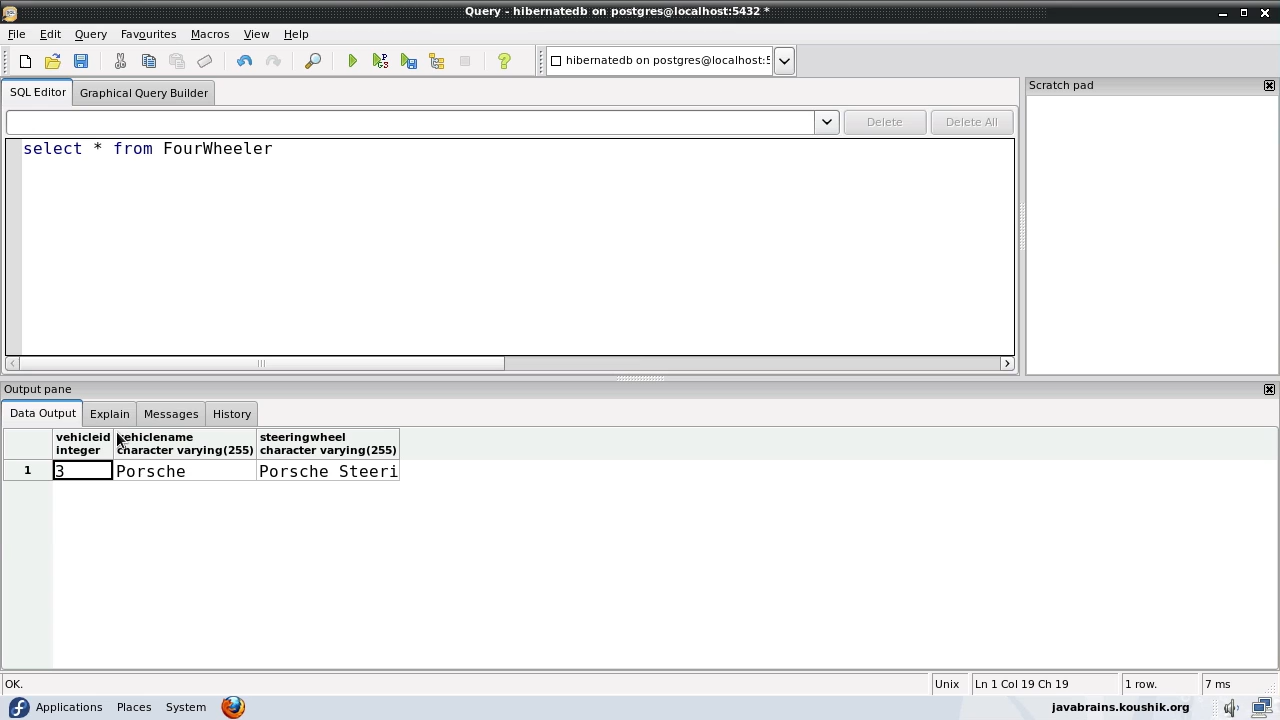 Query - hibernatedb on postgres@localhost:5432 *
File Edit Query Favourites Macros View Help
hibernatedb on postgres@localhost:5
SQL Editor Graphical Query Builder
Scratch pad
Delete Delete All
select * from FourWheeler
Output pane
Data Output Explain Messages History
vehicleid vehiclename steeringwheel
integer character varying(255) character varying(255)
1 3 Porsche Porsche Steeri
OK. Unix Ln 1 Col 19 Ch 19 1 row. 7 ms
Applications Places System javabrains.koushik.org